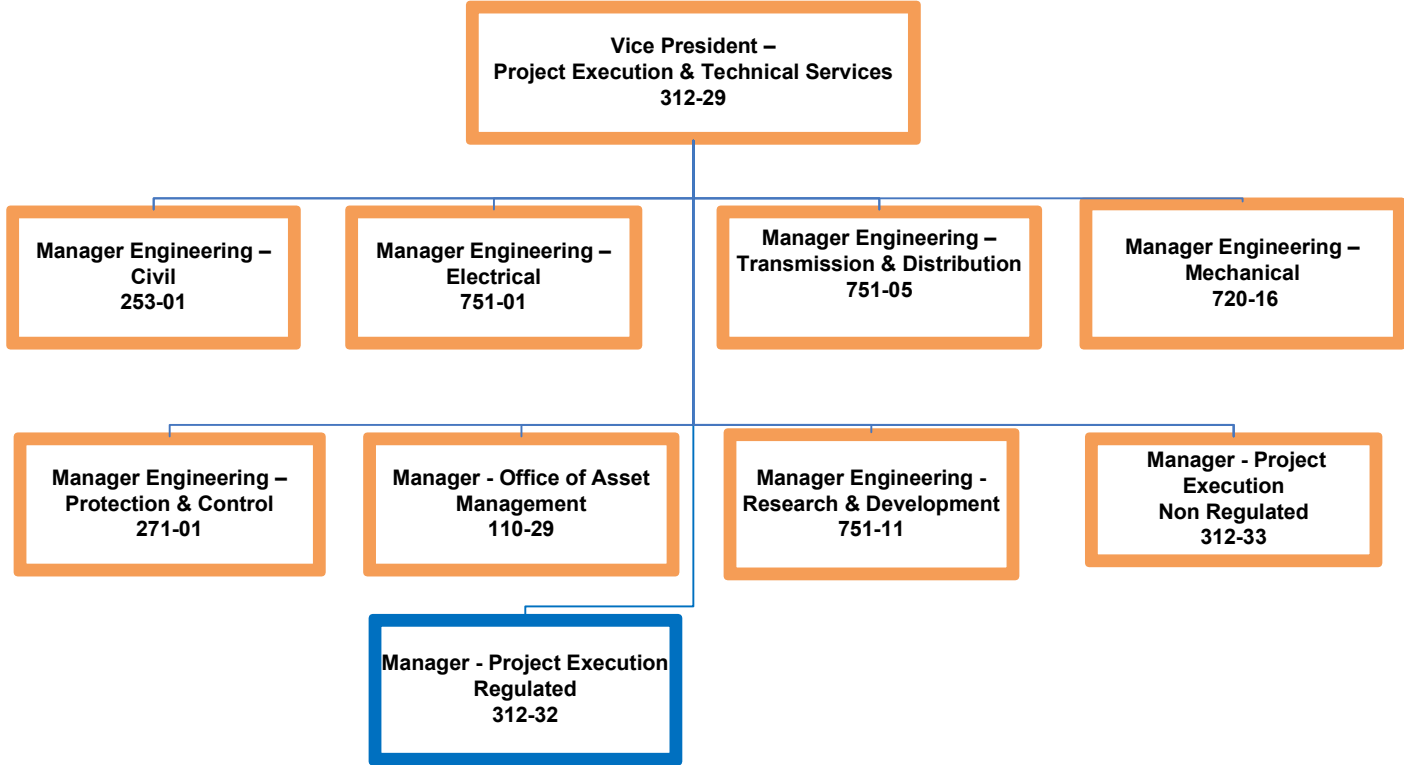 Vice President –
Project Execution & Technical Services
312-29
Manager Engineering –
Civil
253-01
Manager Engineering –
Electrical
751-01
Manager Engineering –
Transmission & Distribution
751-05
Manager Engineering –
Mechanical
720-16
Manager Engineering –
Protection & Control
271-01
Manager - Office of Asset
Management
110-29
Manager Engineering -
Research & Development
751-11
Manager - Project
Execution
Non Regulated
312-33
Manager - Project Execution
Regulated
312-32